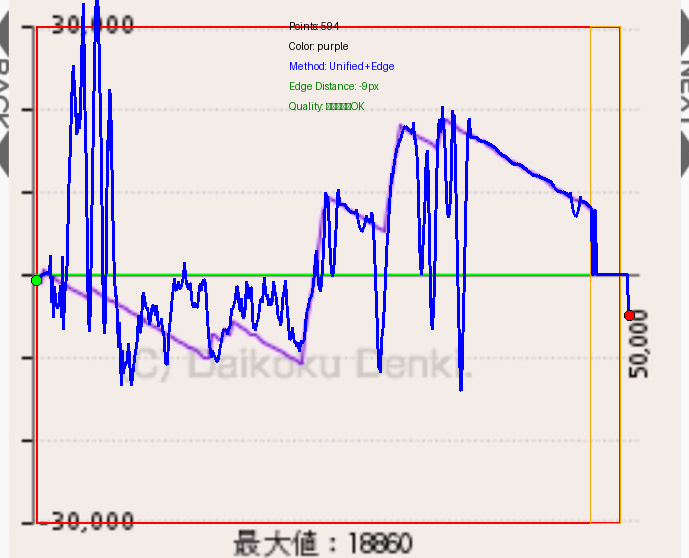 30,000
Points: 594
Color: purple
Method: Unified+Edge
Edge Distance: -9px
Quality: OK
BACK
NEXT
50,000
(C) Daikoku Denki.
-30,000
最大値：18860